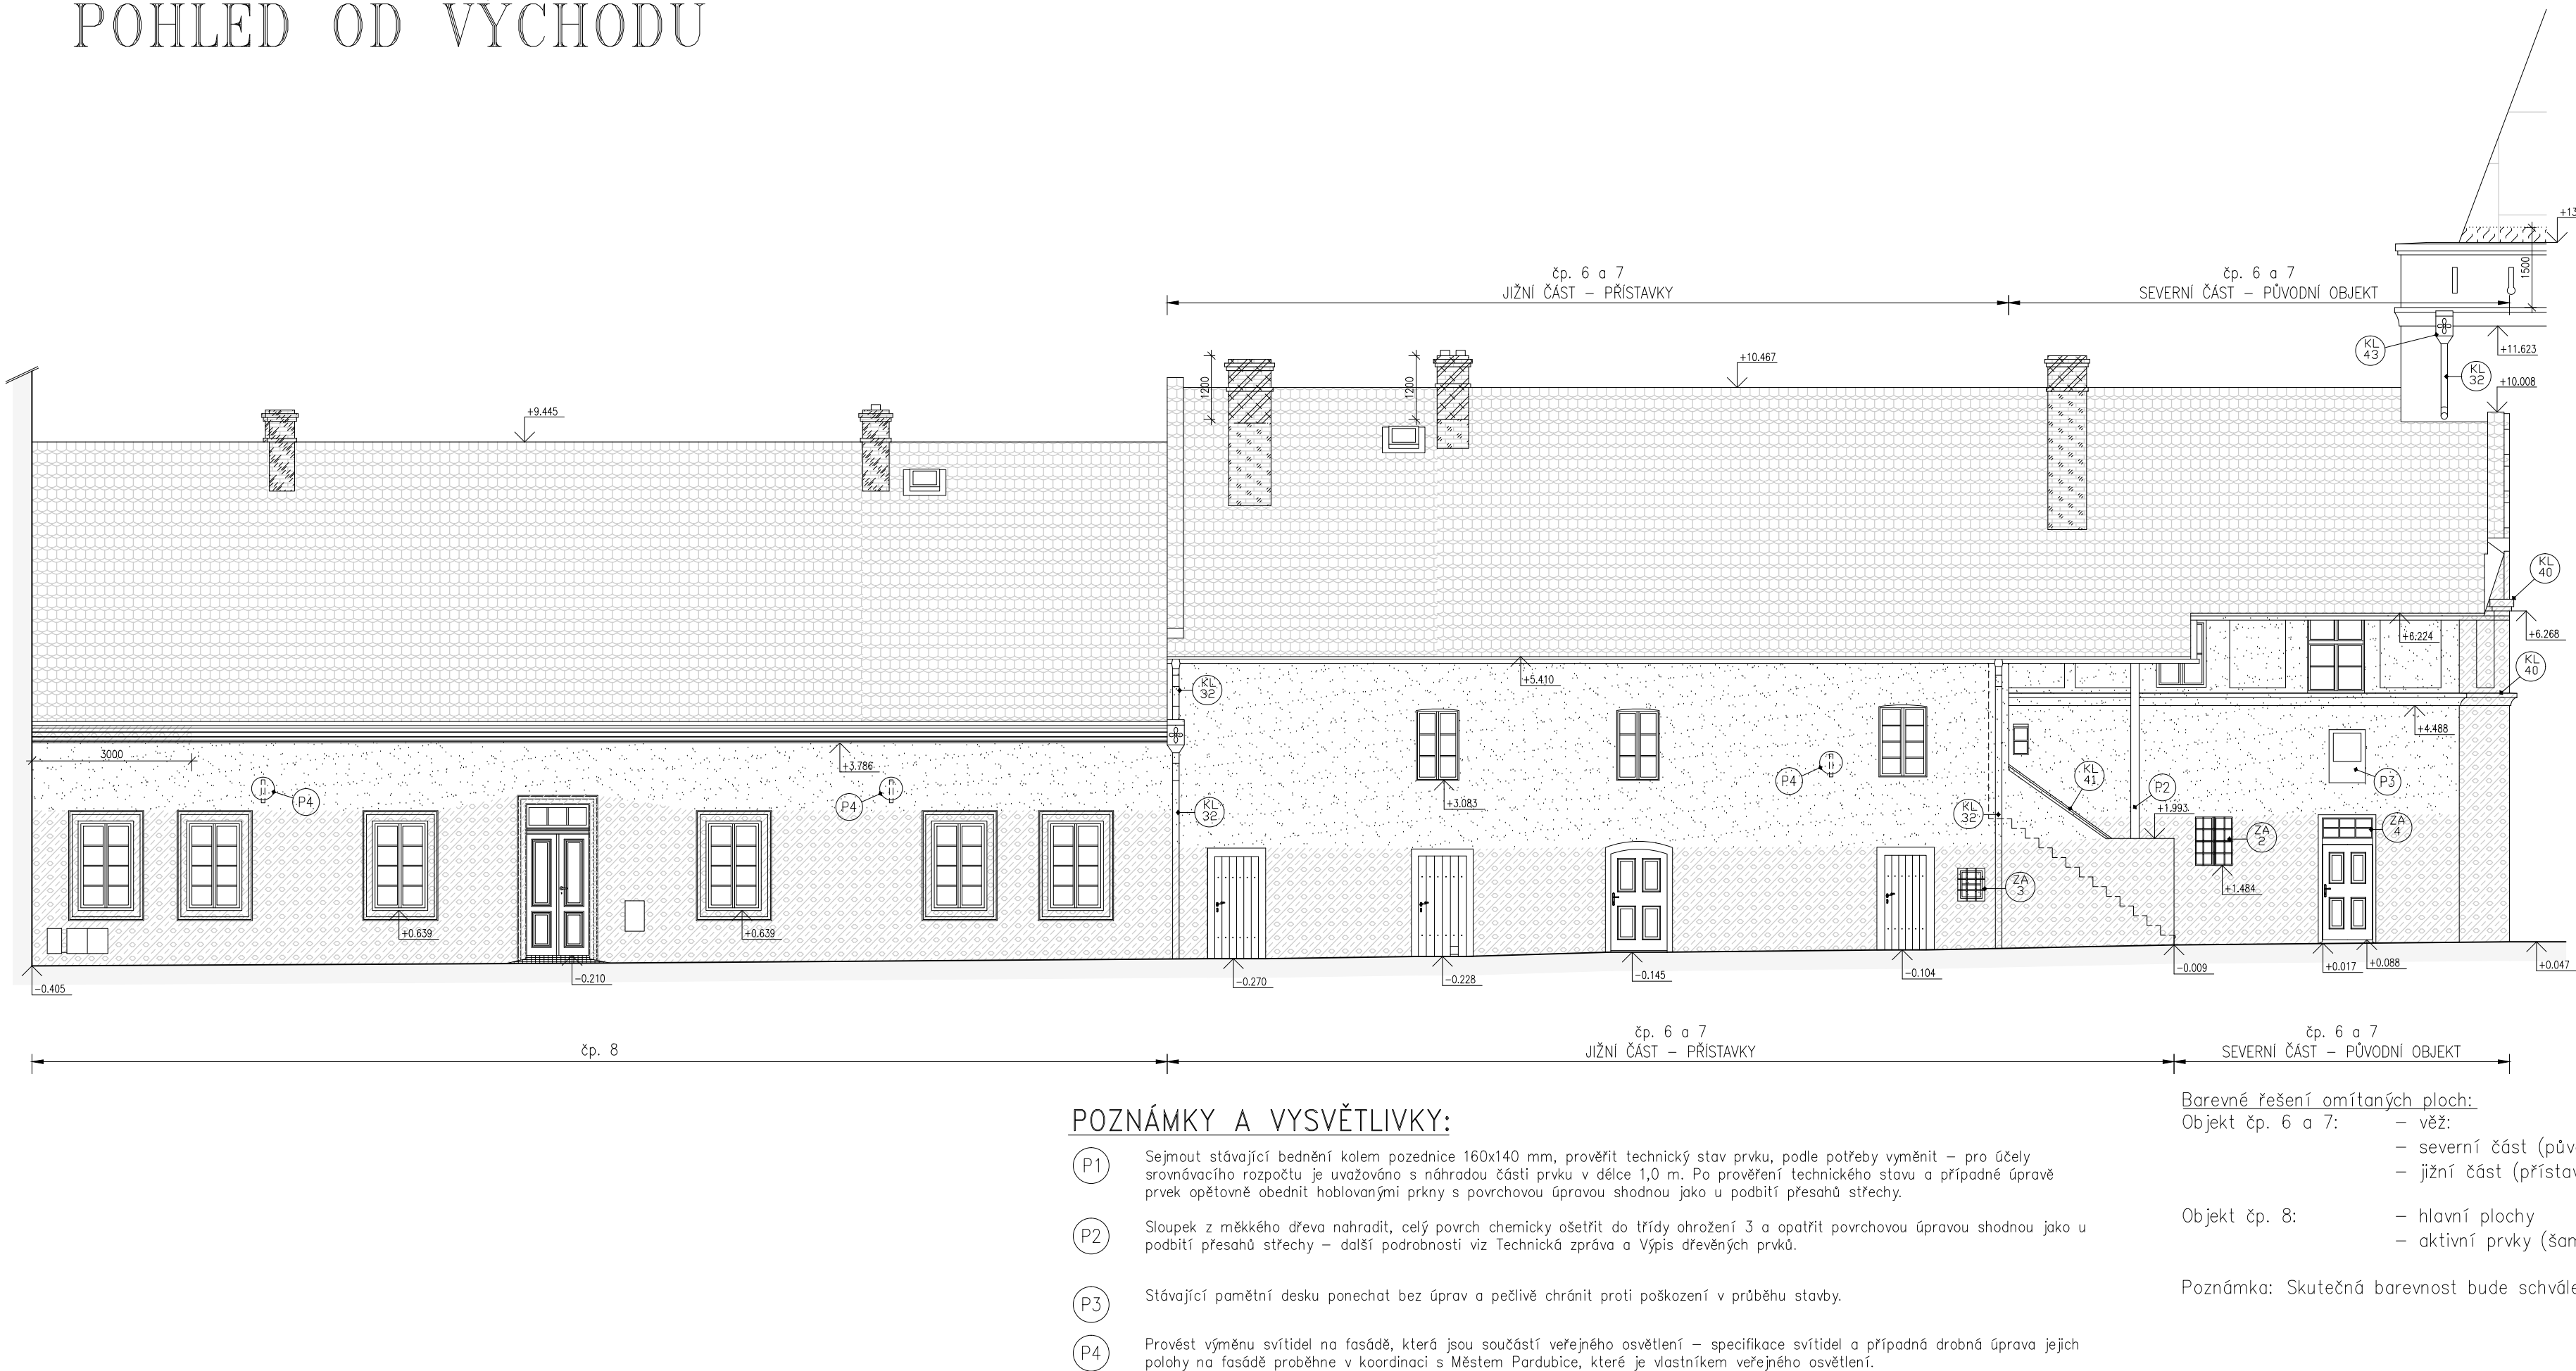 POHLED OD VÝCHODU
+13
1500
čp. 6 a 7
JIŽNÍ ČÁST – PŘÍSTAVKY
čp. 6 a 7
SEVERNÍ ČÁST – PŮVODNÍ OBJEKT
KL 43
+11.623
+10.467
KL 32
+10.008
1200
1200
+9.445
KL 40
+6.224
+6.268
KL 40
KL 32
+5.410
+4.488
3000
+3.786
P4
P4
P4
KL 41
P2
P3
+3.083
KL 32
KL 32
+1.993
ZA 2
ZA 4
ZA 3
+1.484
+0.639
+0.639
-0.405
-0.210
-0.270
-0.228
-0.145
-0.104
-0.009
+0.017
+0.088
+0.047
čp. 8
čp. 6 a 7
JIŽNÍ ČÁST – PŘÍSTAVKY
čp. 6 a 7
SEVERNÍ ČÁST – PŮVODNÍ OBJEKT
POZNÁMKY A VYSVĚTLIVKY:
P1
Sejmout stávající bednění kolem pozednice 160x140 mm, prověřit technický stav prvku, podle potřeby vyměnit – pro účely
srovnávacího rozpočtu je uvažováno s náhradou části prvku v délce 1,0 m. Po prověření technického stavu a případné úpravě
prvek opětovně obednit hoblovanými prkny s povrchovou úpravou shodnou jako u podbití přesahů střechy.
P2
Sloupek z měkkého dřeva nahradit, celý povrch chemicky ošetřit do třídy ohrožení 3 a opatřit povrchovou úpravou shodnou jako u
podbití přesahů střechy – další podrobnosti viz Technická zpráva a Výpis dřevěných prvků.
P3
Stávající pamětní desku ponechat bez úprav a pečlivě chránit proti poškození v průběhu stavby.
P4
Provést výměnu svítidel na fasádě, která jsou součástí veřejného osvětlení – specifikace svítidel a případná drobná úprava jejich
polohy na fasádě proběhne v koordinaci s Městem Pardubice, které je vlastníkem veřejného osvětlení.
Barevné řešení omítaných ploch:
Objekt čp. 6 a 7: – věž:
– severní část (pův
– jižní část (přístav
Objekt čp. 8: – hlavní plochy
– aktivní prvky (šam
Poznámka: Skutečná barevnost bude schvále